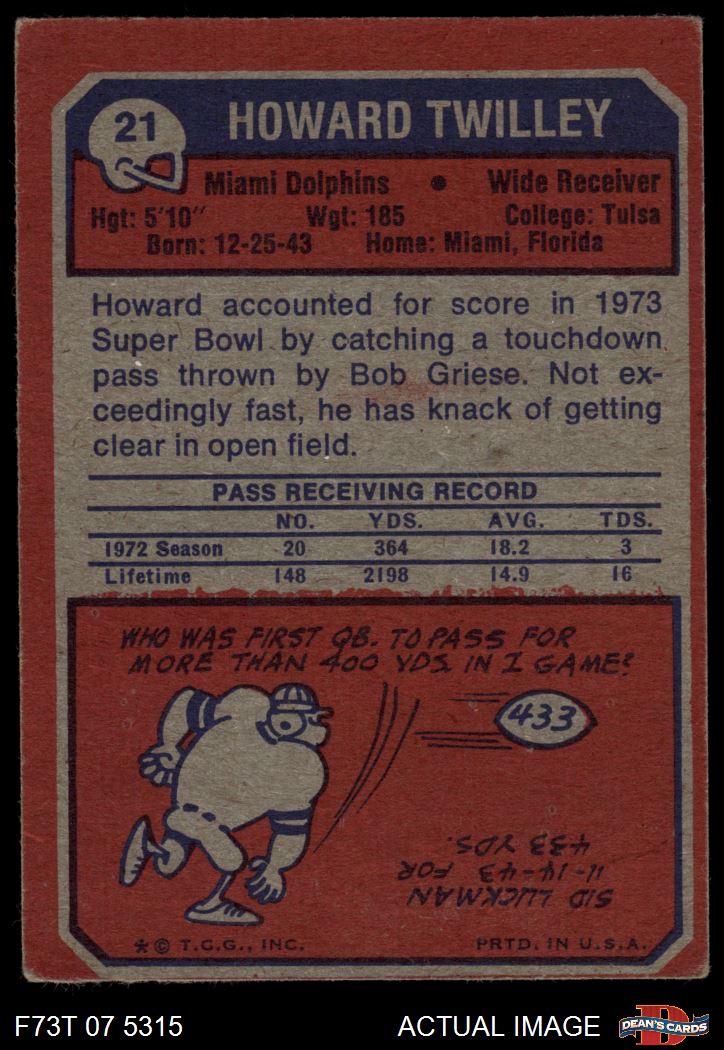 21
HOWARD TWILLEY
Miami Dolphins • Wide Receiver
Hgt: 5'10" Wgt: 185 College: Tulsa
Born: 12-25-43 Home: Miami, Florida
Howard accounted for score in 1973
Super Bowl by catching a touchdown
pass thrown by Bob Griese. Not ex-
ceedingly fast, he has knack of getting
clear in open field.
PASS RECEIVING RECORD
NO. YDS. AVG. TDS.
1972 Season 20 364 18.2 3
Lifetime 148 2198 14.9 16
WHO WAS FIRST QB. TO PASS FOR
MORE THAN 400 YDS. IN 1 GAME?
433
SID LUCKMAN
11-14-43 FOR
433 YDS.
* © T.C.G., INC. PRTD. IN U.S.A.
F73T 07 5315 ACTUAL IMAGE
DEAN'S CARDS